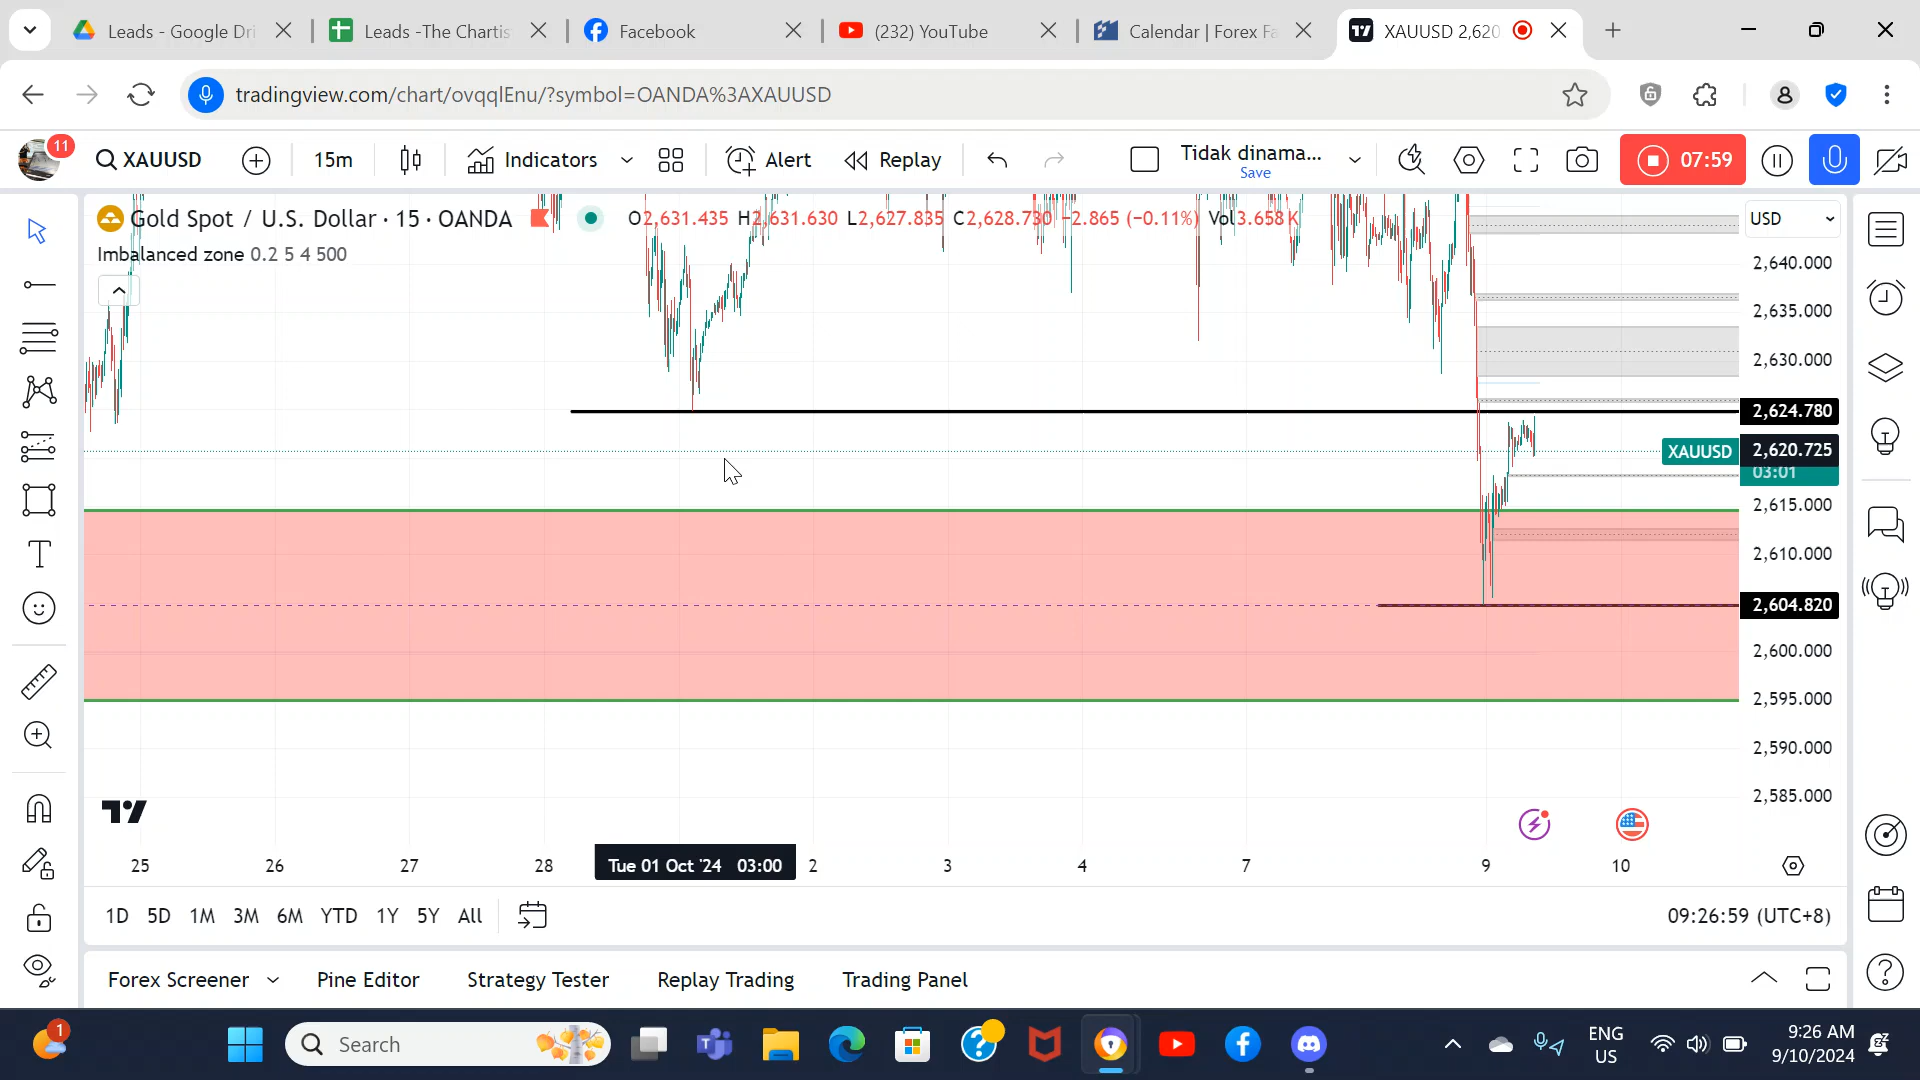 Leads - Google Dri
Leads -The Chartis
Facebook
(232) YouTube
Calendar | Forex Fa
XAUUSD 2,620
tradingview.com/chart/ovqqlEnu/?symbol=OANDA%3AXAUUSD
11
XAUUSD
15m
Indicators
Alert
Replay
Tidak dinama...
Save
07:59
Gold Spot / U.S. Dollar · 15 · OANDA
O2,631.435 H2,631.630 L2,627.835 C2,628.730 −2.865 (−0.11%) Vol3.658 K
USD
Imbalanced zone 0.2 5 4 500
2,640.000
2,635.000
2,630.000
2,624.780
XAUUSD
2,620.725
03:01
2,615.000
2,610.000
2,604.820
2,600.000
2,595.000
2,590.000
2,585.000
25
26
27
28
Tue 01 Oct '24 03:00
2
3
4
7
9
10
1D 5D 1M 3M 6M YTD 1Y 5Y All
09:26:59 (UTC+8)
Forex Screener
Pine Editor
Strategy Tester
Replay Trading
Trading Panel
1
Search
ENG
US
9:26 AM
9/10/2024